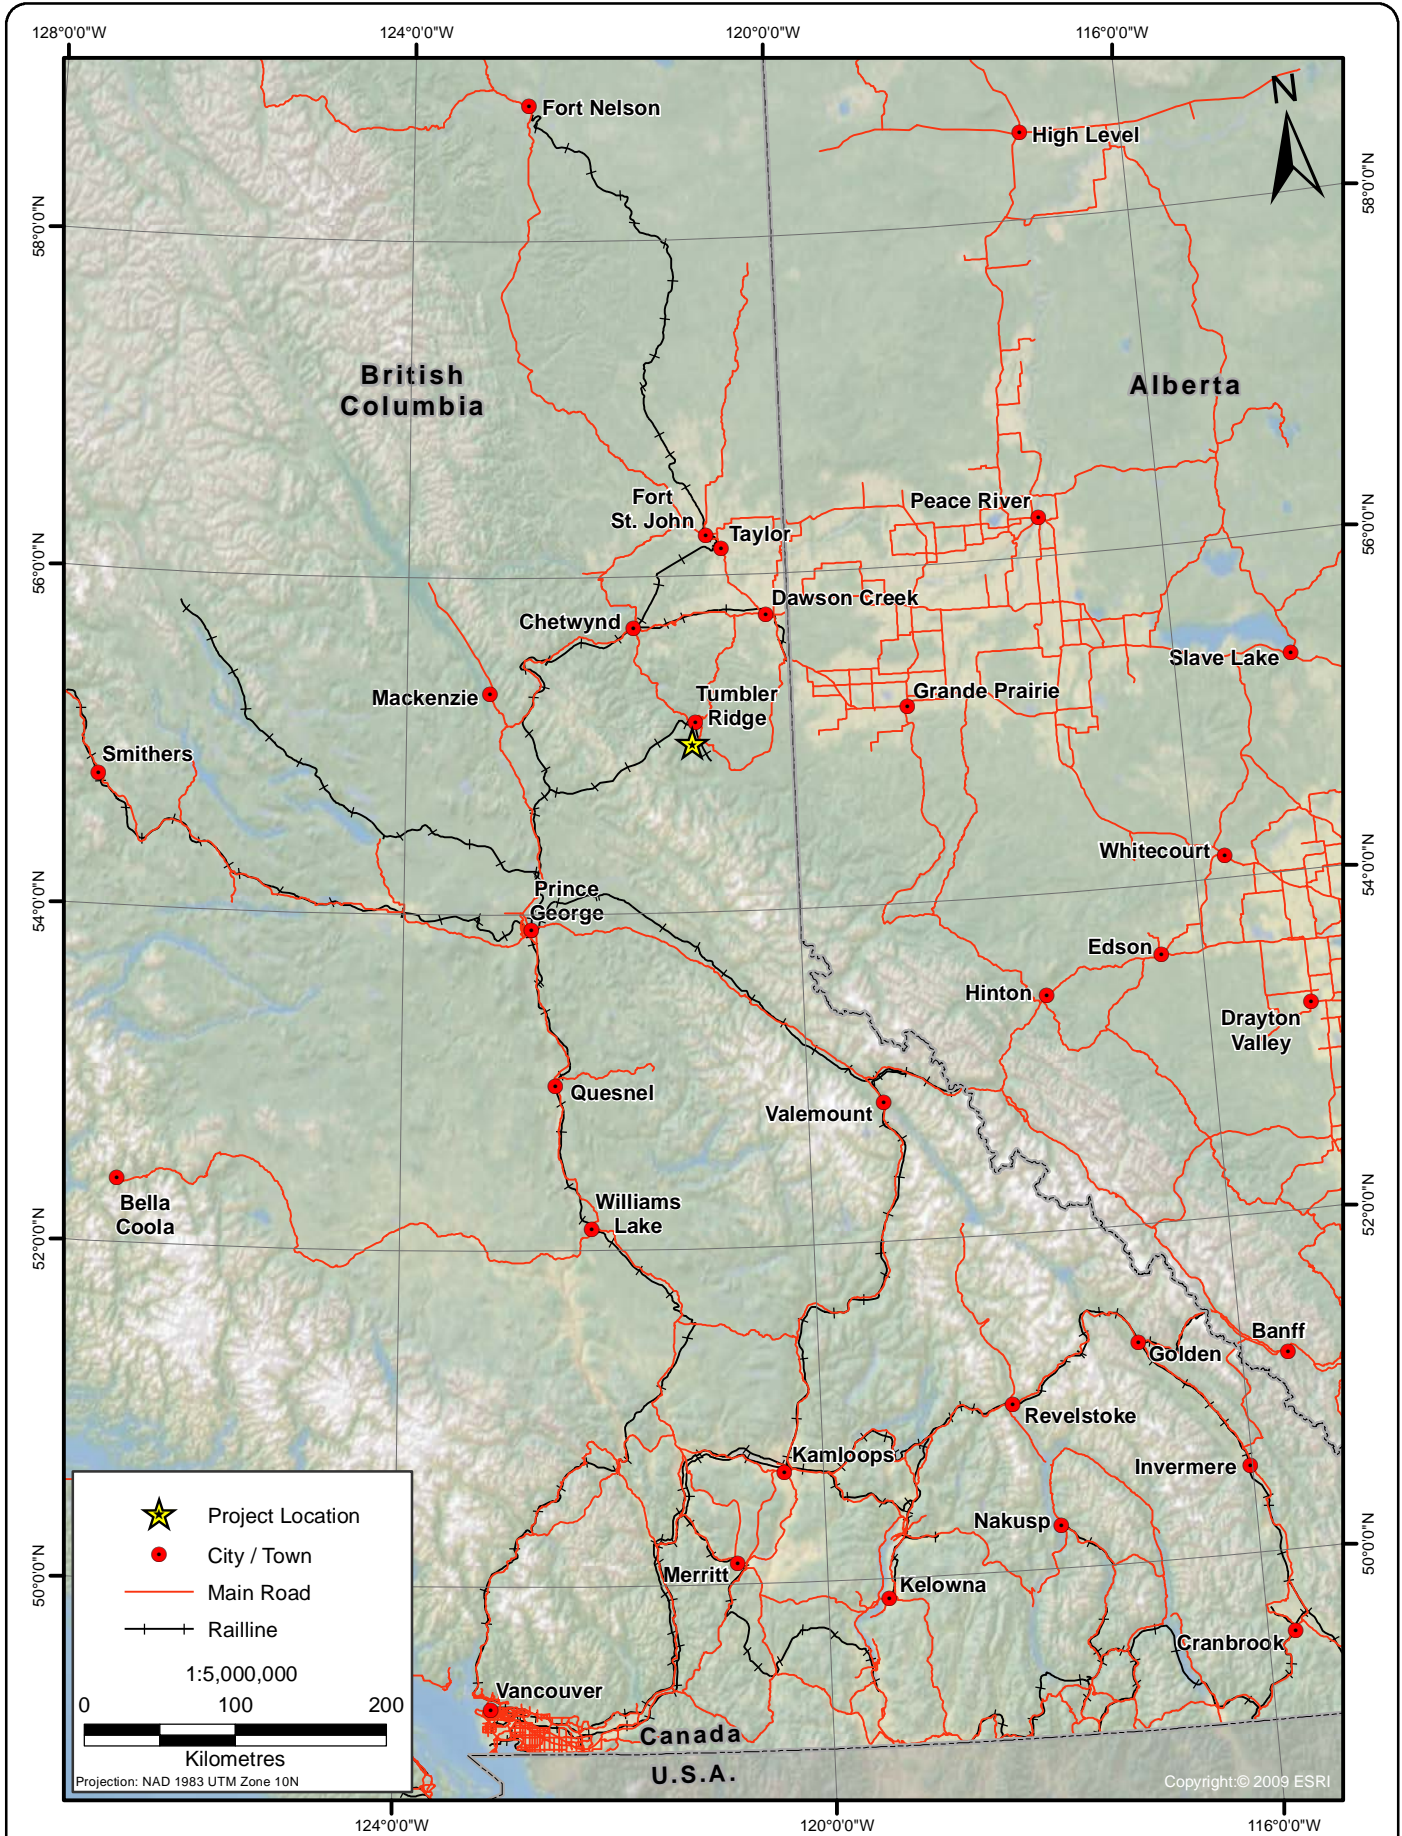 128°0'0"W
124°0'0"W
120°0'0"W
116°0'0"W
N
Fort Nelson
High Level
58°0'0"N
58°0'0"N
British
Columbia
Alberta
Fort
St. John
Peace River
Taylor
56°0'0"N
56°0'0"N
Dawson Creek
Chetwynd
Slave Lake
Mackenzie
Tumbler
Ridge
Grande Prairie
Smithers
Whitecourt
54°0'0"N
54°0'0"N
Prince
George
Edson
Hinton
Drayton
Valley
Quesnel
Valemount
Bella
Coola
Williams
Lake
52°0'0"N
52°0'0"N
Banff
Golden
Revelstoke
Kamloops
Invermere
Nakusp
Merritt
Kelowna
50°0'0"N
50°0'0"N
Cranbrook
Vancouver
Canada
U.S.A.
Project Location
City / Town
Main Road
Railline
1:5,000,000
0 100 200
Kilometres
Projection: NAD 1983 UTM Zone 10N
Copyright:© 2009 ESRI
124°0'0"W
120°0'0"W
116°0'0"W